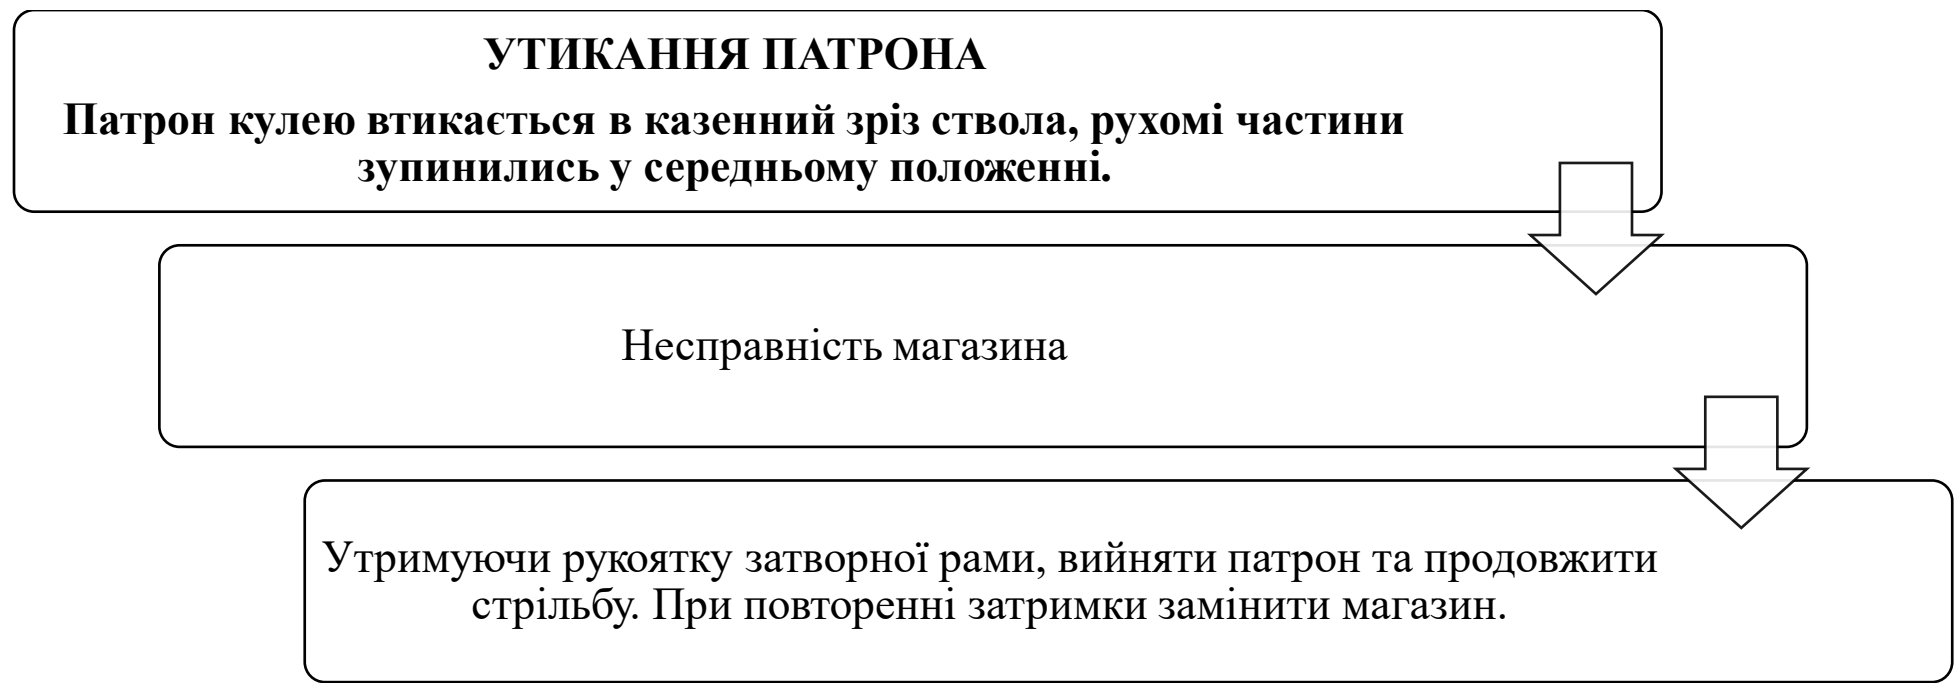 УТИКАННЯ ПАТРОНА
Патрон кулею втикається в казенний зріз ствола, рухомі частини
зупинились у середньому положенні.
Несправність магазина
Утримуючи рукоятку затворної рами, вийняти патрон та продовжити
стрільбу. При повторенні затримки замінити магазин.